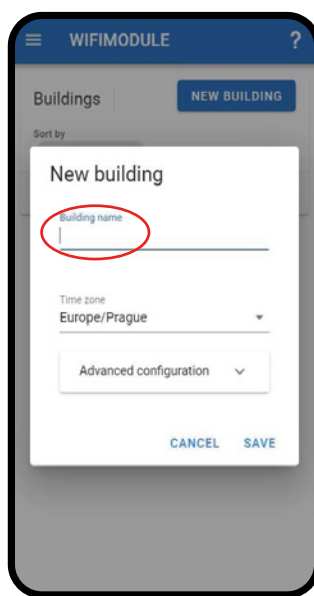 WIFIMODULE ?
Buildings NEW BUILDING
Sort by
New building
Building name
Time zone
Europe/Prague
Advanced configuration
CANCEL SAVE